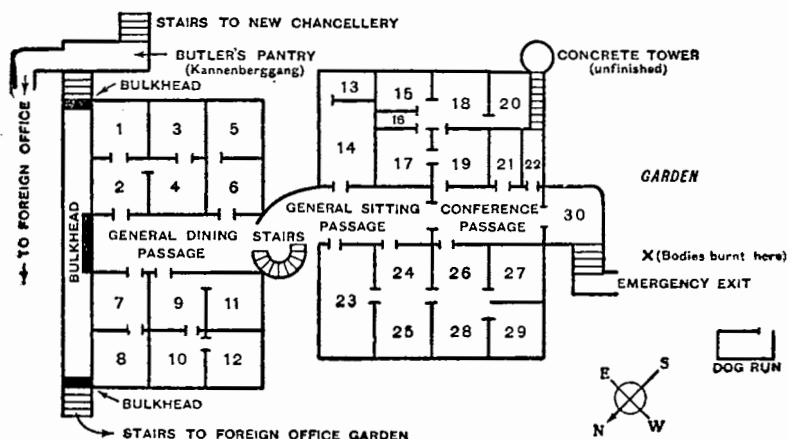 STAIRS TO NEW CHANCELLERY
BUTLER'S PANTRY
(Kannenberggang)
BULKHEAD
CONCRETE TOWER
(unfinished)
TO FOREIGN OFFICE
BULKHEAD
1
3
5
2
4
6
13
14
15
16
17
18
19
20
21
22
GARDEN
GENERAL DINING
PASSAGE
STAIRS
GENERAL SITTING
PASSAGE
CONFERENCE
PASSAGE
30
X (Bodies burnt here)
EMERGENCY EXIT
7
9
11
8
10
12
23
24
26
27
25
28
29
DOG RUN
E
S
N
W
BULKHEAD
STAIRS TO FOREIGN OFFICE GARDEN